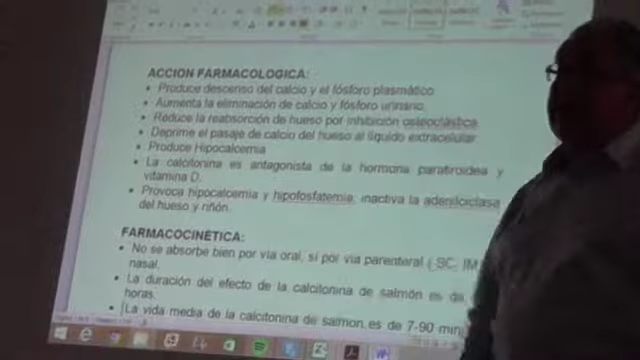 ACCION FARMACOLOGICA:
• Produce descenso del calcio y el fósforo plasmático.
• Aumenta la eliminación de calcio y fósforo urinario.
• Reduce la reabsorción de hueso por inhibición osteoclástica.
• Deprime el pasaje de calcio del hueso al líquido extracelular
• Produce Hipocalcemia
• La calcitonina es antagonista de la hormona paratiroidea y
vitamina D.
• Provoca hipocalcemia y hipofosfatemia; inactiva la adenilciclasa
del hueso y riñón.
FARMACOCINÉTICA:
• No se absorbe bien por via oral, sí por via parenteral ( SC, IM
nasal.
• La duración del efecto de la calcitonina de salmón es de
horas.
• La vida media de la calcitonina de salmon, es de 7-90 min